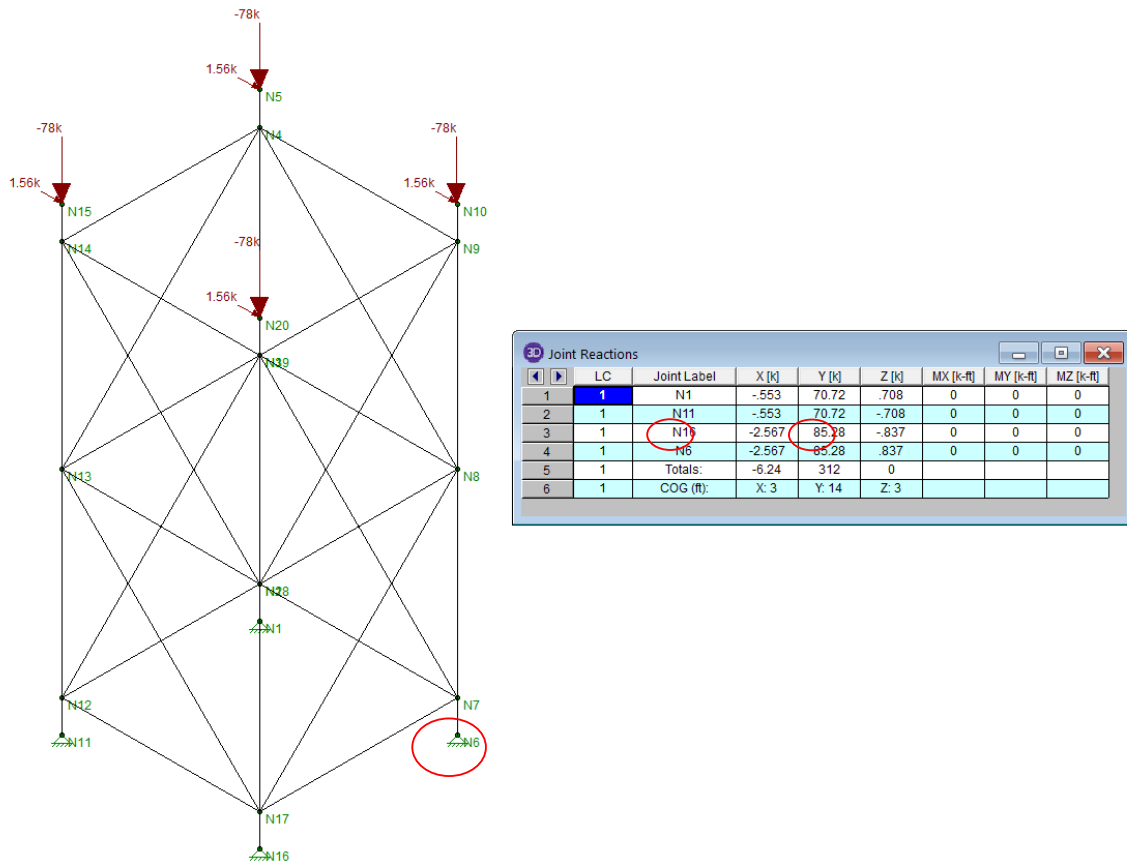 -78k
1.56k
N5
N4
-78k
-78k
1.56k
1.56k
N15
N10
N14
N9
-78k
1.56k
N20
N19
N13
N8
N1
N12
N7
N11
N6
N17
N16
3D Joint Reactions
LC Joint Label X [k] Y [k] Z [k] MX [k-ft] MY [k-ft] MZ [k-ft]
1 1 N1 -.553 70.72 .708 0 0 0
2 1 N11 -.553 70.72 -.708 0 0 0
3 1 N16 -2.567 85.28 -.837 0 0 0
4 1 N6 -2.567 85.28 .837 0 0 0
5 1 Totals: -6.24 312 0
6 1 COG (ft): X: 3 Y: 14 Z: 3